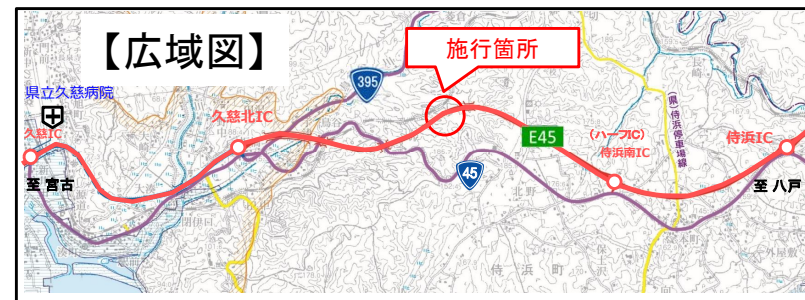 【広域図】
施行箇所
395
県立久慈病院
久慈IC
久慈北IC
E45
(ハーフIC)
侍浜南IC
(県)侍浜停車場線
侍浜IC
至 宮古
45
至 八戸
侍浜町